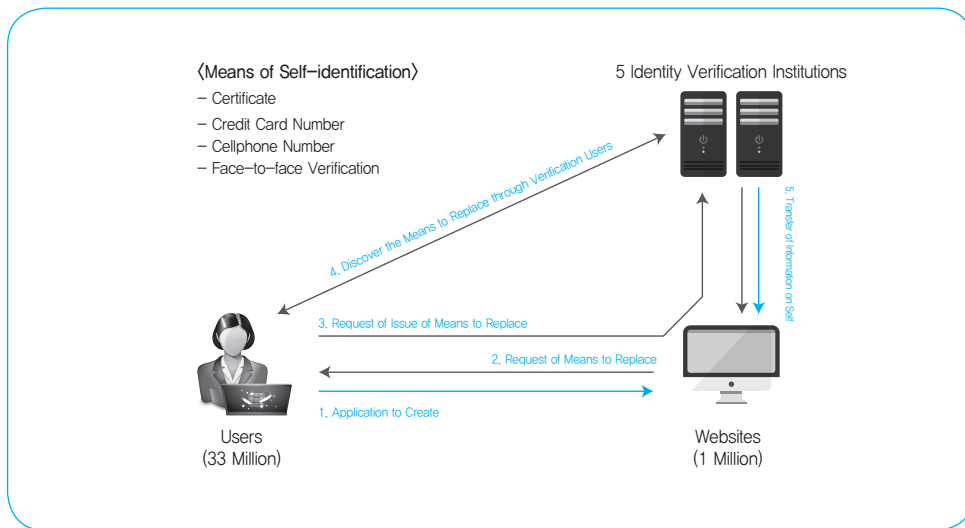 〈Means of Self-identification〉
- Certificate
- Credit Card Number
- Cellphone Number
- Face-to-face Verification
5 Identity Verification Institutions
4. Discover the Means to Replace through Verification Users
5. Transfer of Information on Self
3. Request of Issue of Means to Replace
2. Request of Means to Replace
1. Application to Create
Users
(33 Million)
Websites
(1 Million)